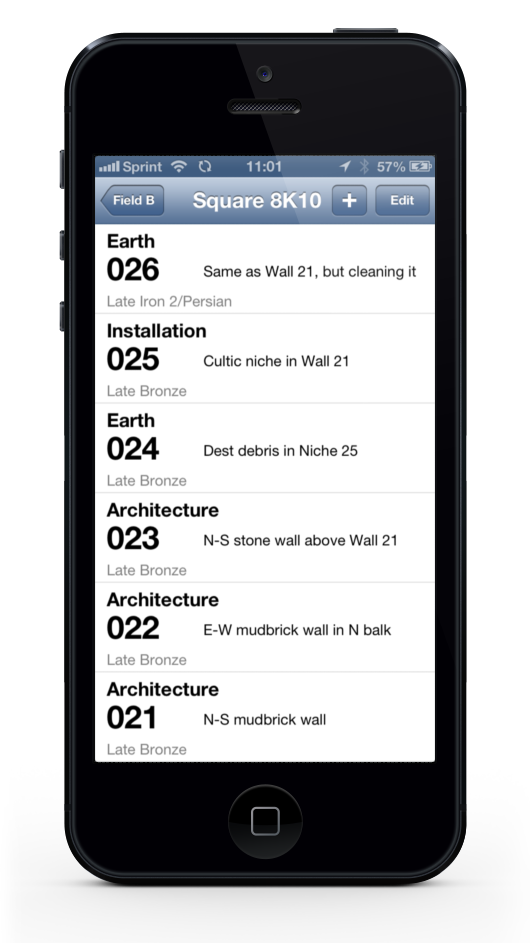 Sprint 11:01 57%
Field B Square 8K10 + Edit
Earth
026 Same as Wall 21, but cleaning it
Late Iron 2/Persian
Installation
025 Cultic niche in Wall 21
Late Bronze
Earth
024 Dest debris in Niche 25
Late Bronze
Architecture
023 N-S stone wall above Wall 21
Late Bronze
Architecture
022 E-W mudbrick wall in N balk
Late Bronze
Architecture
021 N-S mudbrick wall
Late Bronze